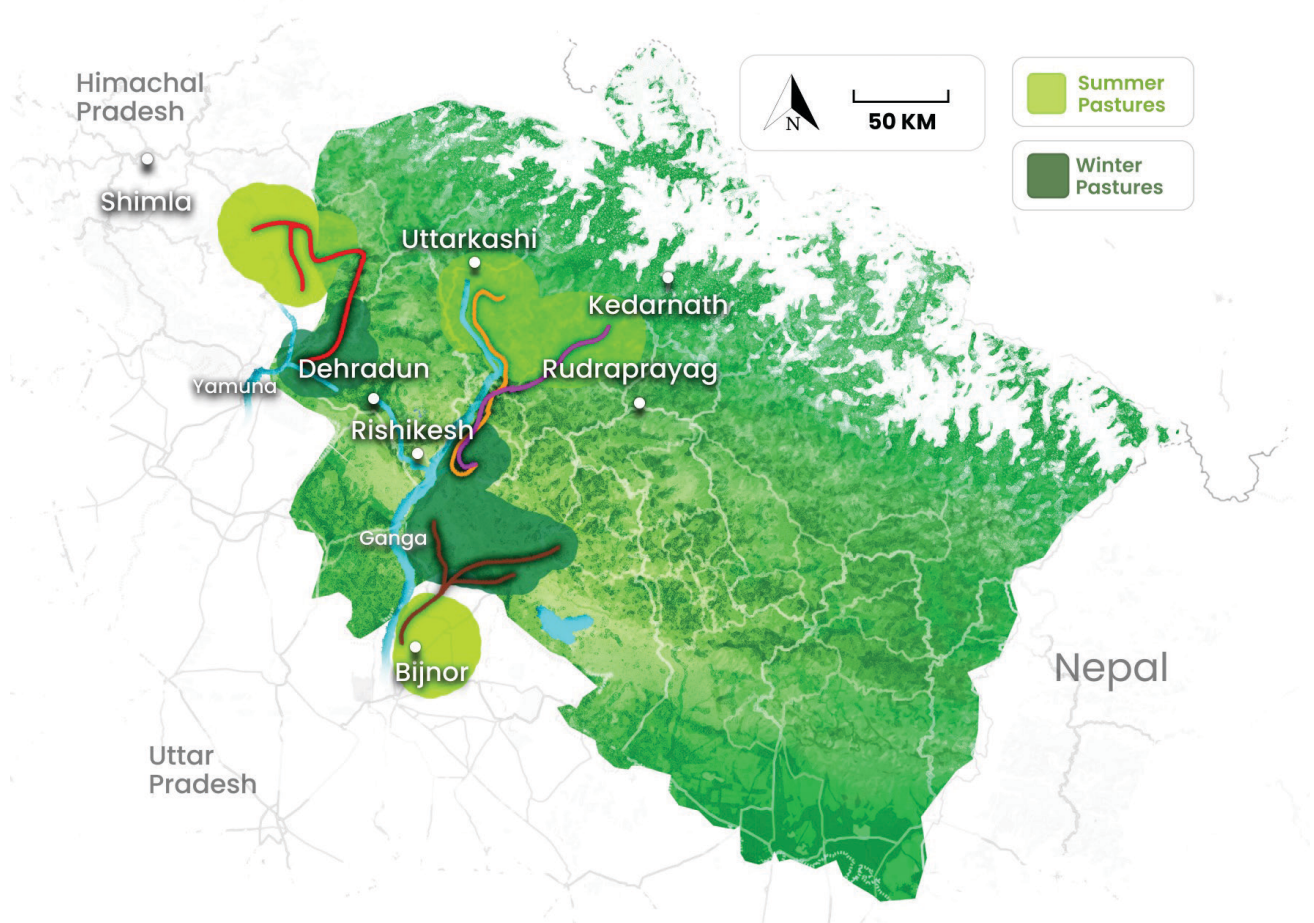 Himachal
Pradesh
Shimla
N
50 KM
Summer
Pastures
Winter
Pastures
Uttarkashi
Kedarnath
Dehradun
Rudraprayag
Yamuna
Rishikesh
Ganga
Bijnor
Nepal
Uttar
Pradesh